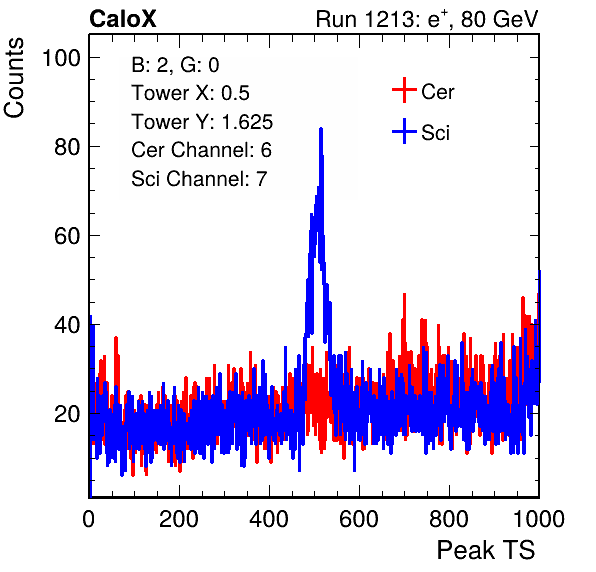 CaloX
Run 1213: e+, 80 GeV
Counts
100
80
60
40
20
B: 2, G: 0
Tower X: 0.5
Tower Y: 1.625
Cer Channel: 6
Sci Channel: 7
Cer
Sci
0
200
400
600
800
1000
Peak TS